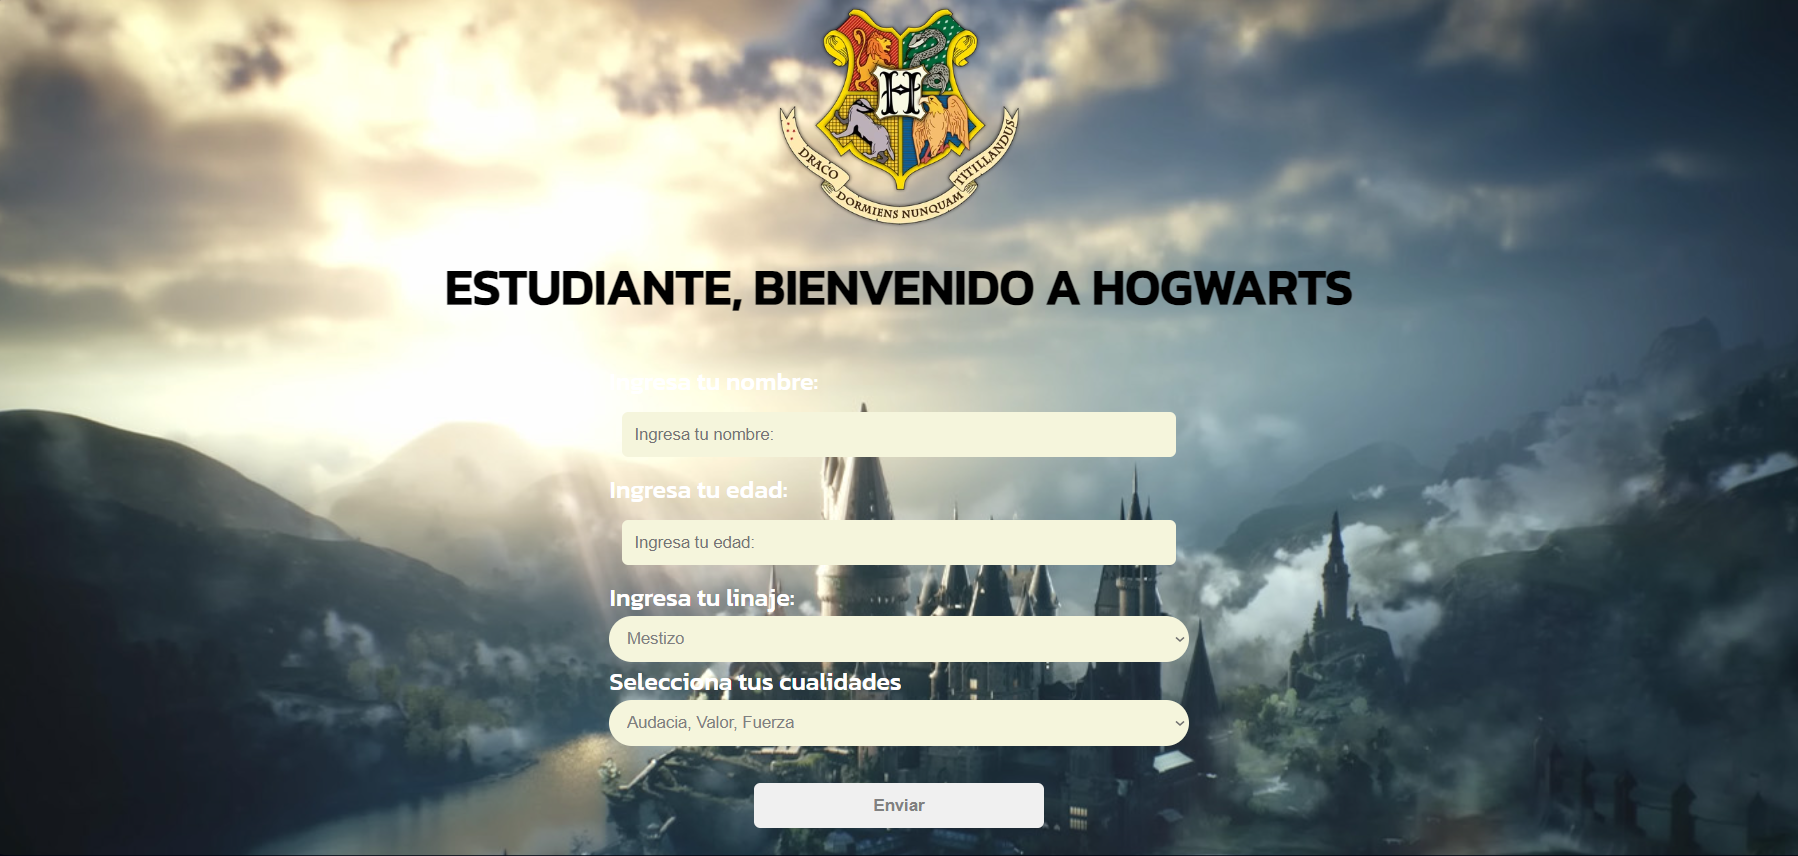 H
DRACO
DORMIENS NUNQUAM
TITILLANDUS
ESTUDIANTE, BIENVENIDO A HOGWARTS
Ingresa tu nombre:
Ingresa tu nombre:
Ingresa tu edad:
Ingresa tu edad:
Ingresa tu linaje:
Mestizo
Selecciona tus cualidades
Audacia, Valor, Fuerza
Enviar